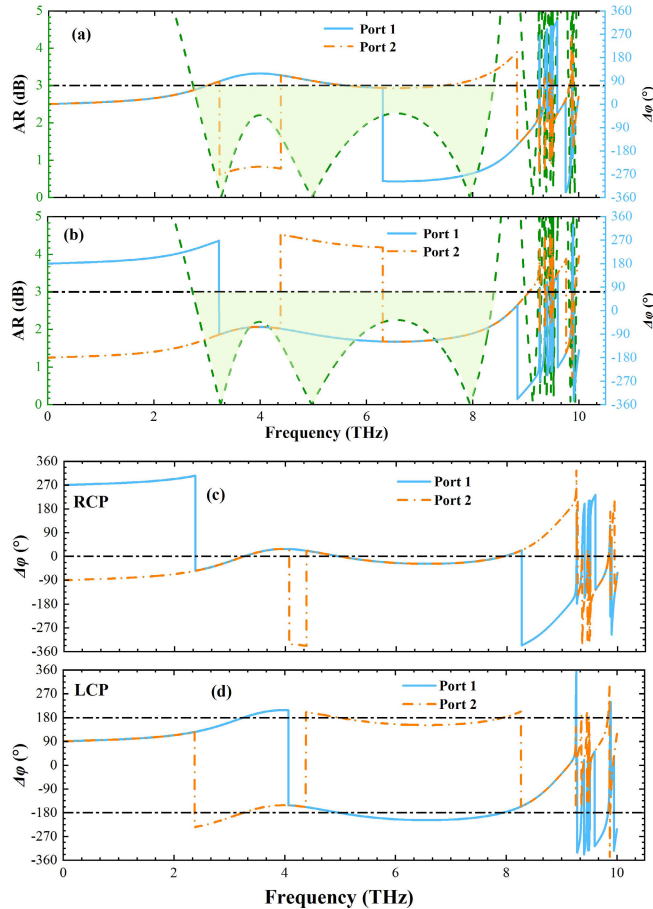 5
4
3
2
1
0
AR (dB)
(a)
Port 1
Port 2
360
270
180
90
0
-90
-180
-270
-360
Δφ (°)
5
4
3
2
1
0
AR (dB)
(b)
Port 1
Port 2
360
270
180
90
0
-90
-180
-270
-360
Δφ (°)
0 2 4 6 8 10
Frequency (THz)
360
270
180
90
0
-90
-180
-270
-360
Δφ (°)
RCP
(c)
Port 1
Port 2
360
270
180
90
0
-90
-180
-270
-360
Δφ (°)
LCP
(d)
Port 1
Port 2
0 2 4 6 8 10
Frequency (THz)